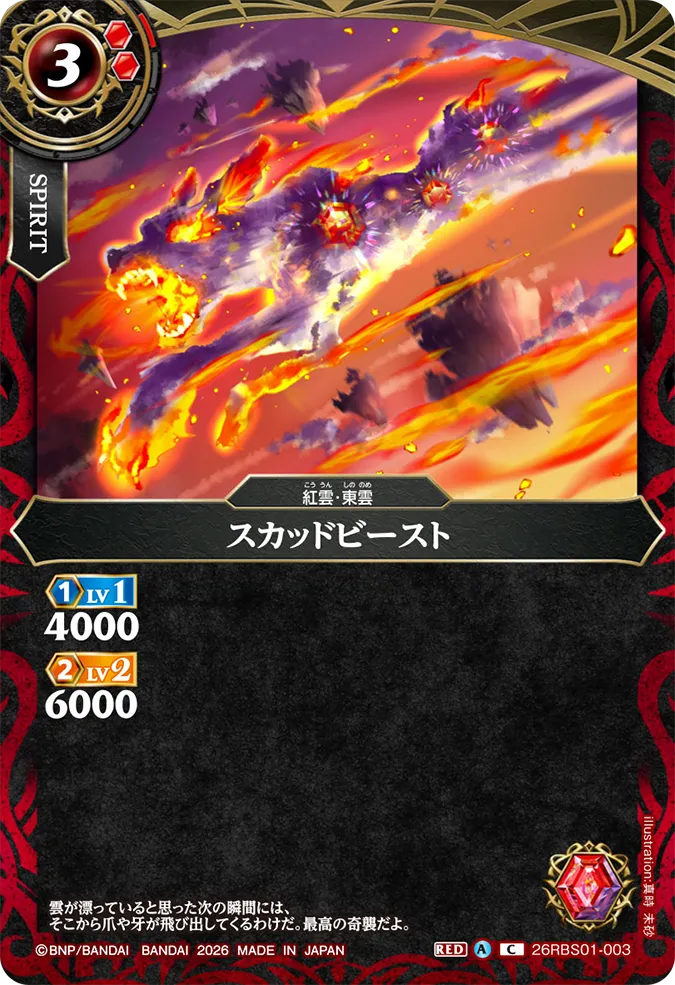 3
SPIRIT
こう うん しの のめ
紅雲・東雲
スカッドビースト
1 LV1
4000
2 LV2
6000
illustration:真時 未砂
雲が漂っていると思った次の瞬間には、
そこから爪や牙が飛び出してくるわけだ。最高の奇襲だよ。
©BNP/BANDAI BANDAI 2026 MADE IN JAPAN RED A C 26RBS01-003